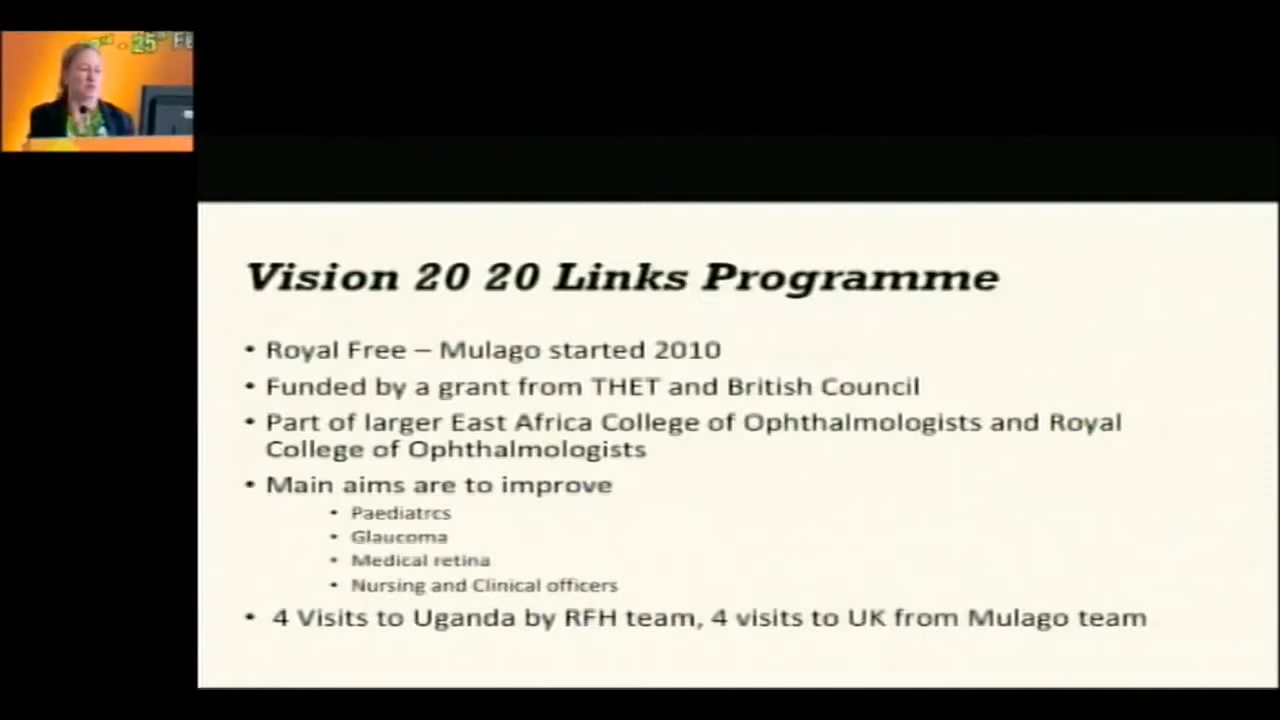 25th Fe
Vision 20 20 Links Programme
• Royal Free – Mulago started 2010
• Funded by a grant from THET and British Council
• Part of larger East Africa College of Ophthalmologists and Royal
College of Ophthalmologists
• Main aims are to improve
• Paediatrcs
• Glaucoma
• Medical retina
• Nursing and Clinical officers
• 4 Visits to Uganda by RFH team, 4 visits to UK from Mulago team